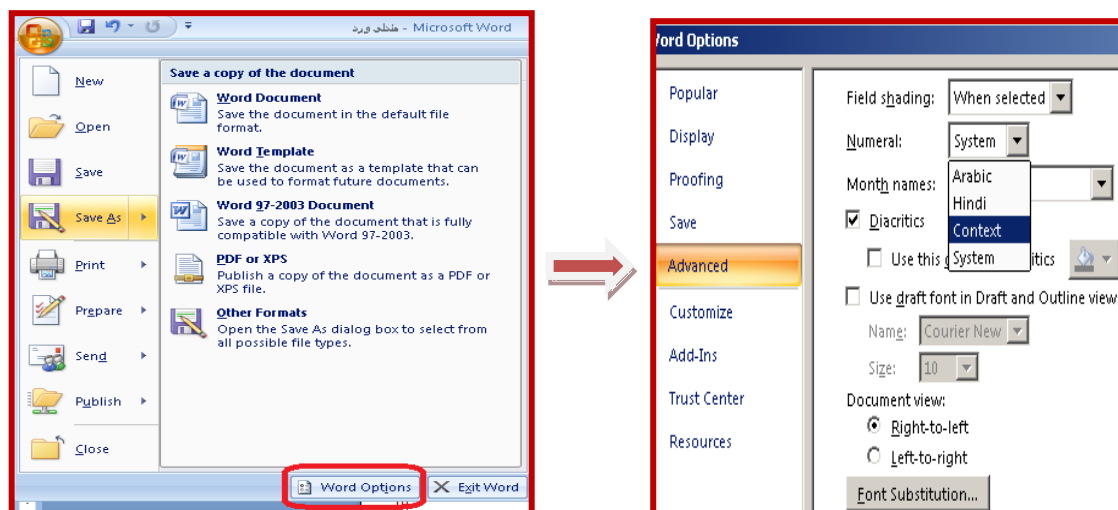 هنگی ورد - Microsoft Word
New
Open
Save
Save As
Print
Prepare
Send
Publish
Close
Save a copy of the document
Word Document
Save the document in the default file
format.
Word Template
Save the document as a template that can
be used to format future documents.
Word 97-2003 Document
Save a copy of the document that is fully
compatible with Word 97-2003.
PDF or XPS
Publish a copy of the document as a PDF or
XPS file.
Other Formats
Open the Save As dialog box to select from
all possible file types.
Word Options
Exit Word
Word Options
Popular
Display
Proofing
Save
Advanced
Customize
Add-Ins
Trust Center
Resources
Field shading: When selected
Numeral: System
Arabic
Hindi
Context
System
Month names:
Diacritics
Use this
itics
Use draft font in Draft and Outline view
Name: Courier New
Size: 10
Document view:
Right-to-left
Left-to-right
Font Substitution...